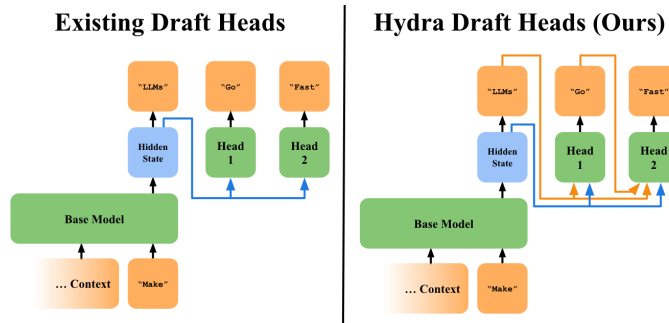 Existing Draft Heads
"LLMs" "Go" "Fast"
Hidden
State
Head
1
Head
2
Base Model
... Context
"Make"
Hydra Draft Heads (Ours)
"LLMs" "Go" "Fast"
Hidden
State
Head
1
Head
2
Base Model
... Context
"Make"